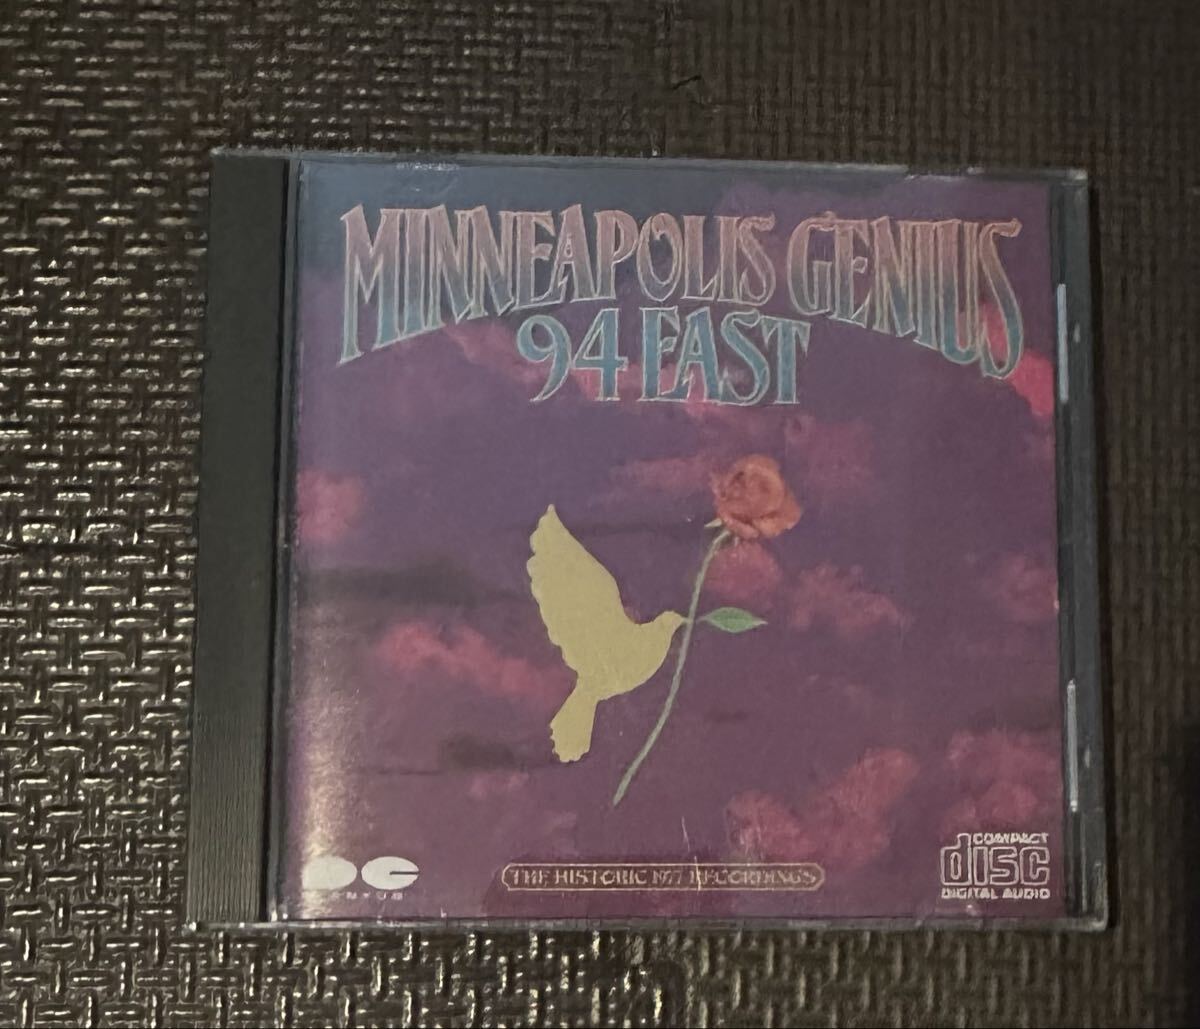 MINNEAPOLIS GENIUS
94 EAST
THE HISTORIC 1977 RECORDINGS
COMPACT
disc
DIGITAL AUDIO